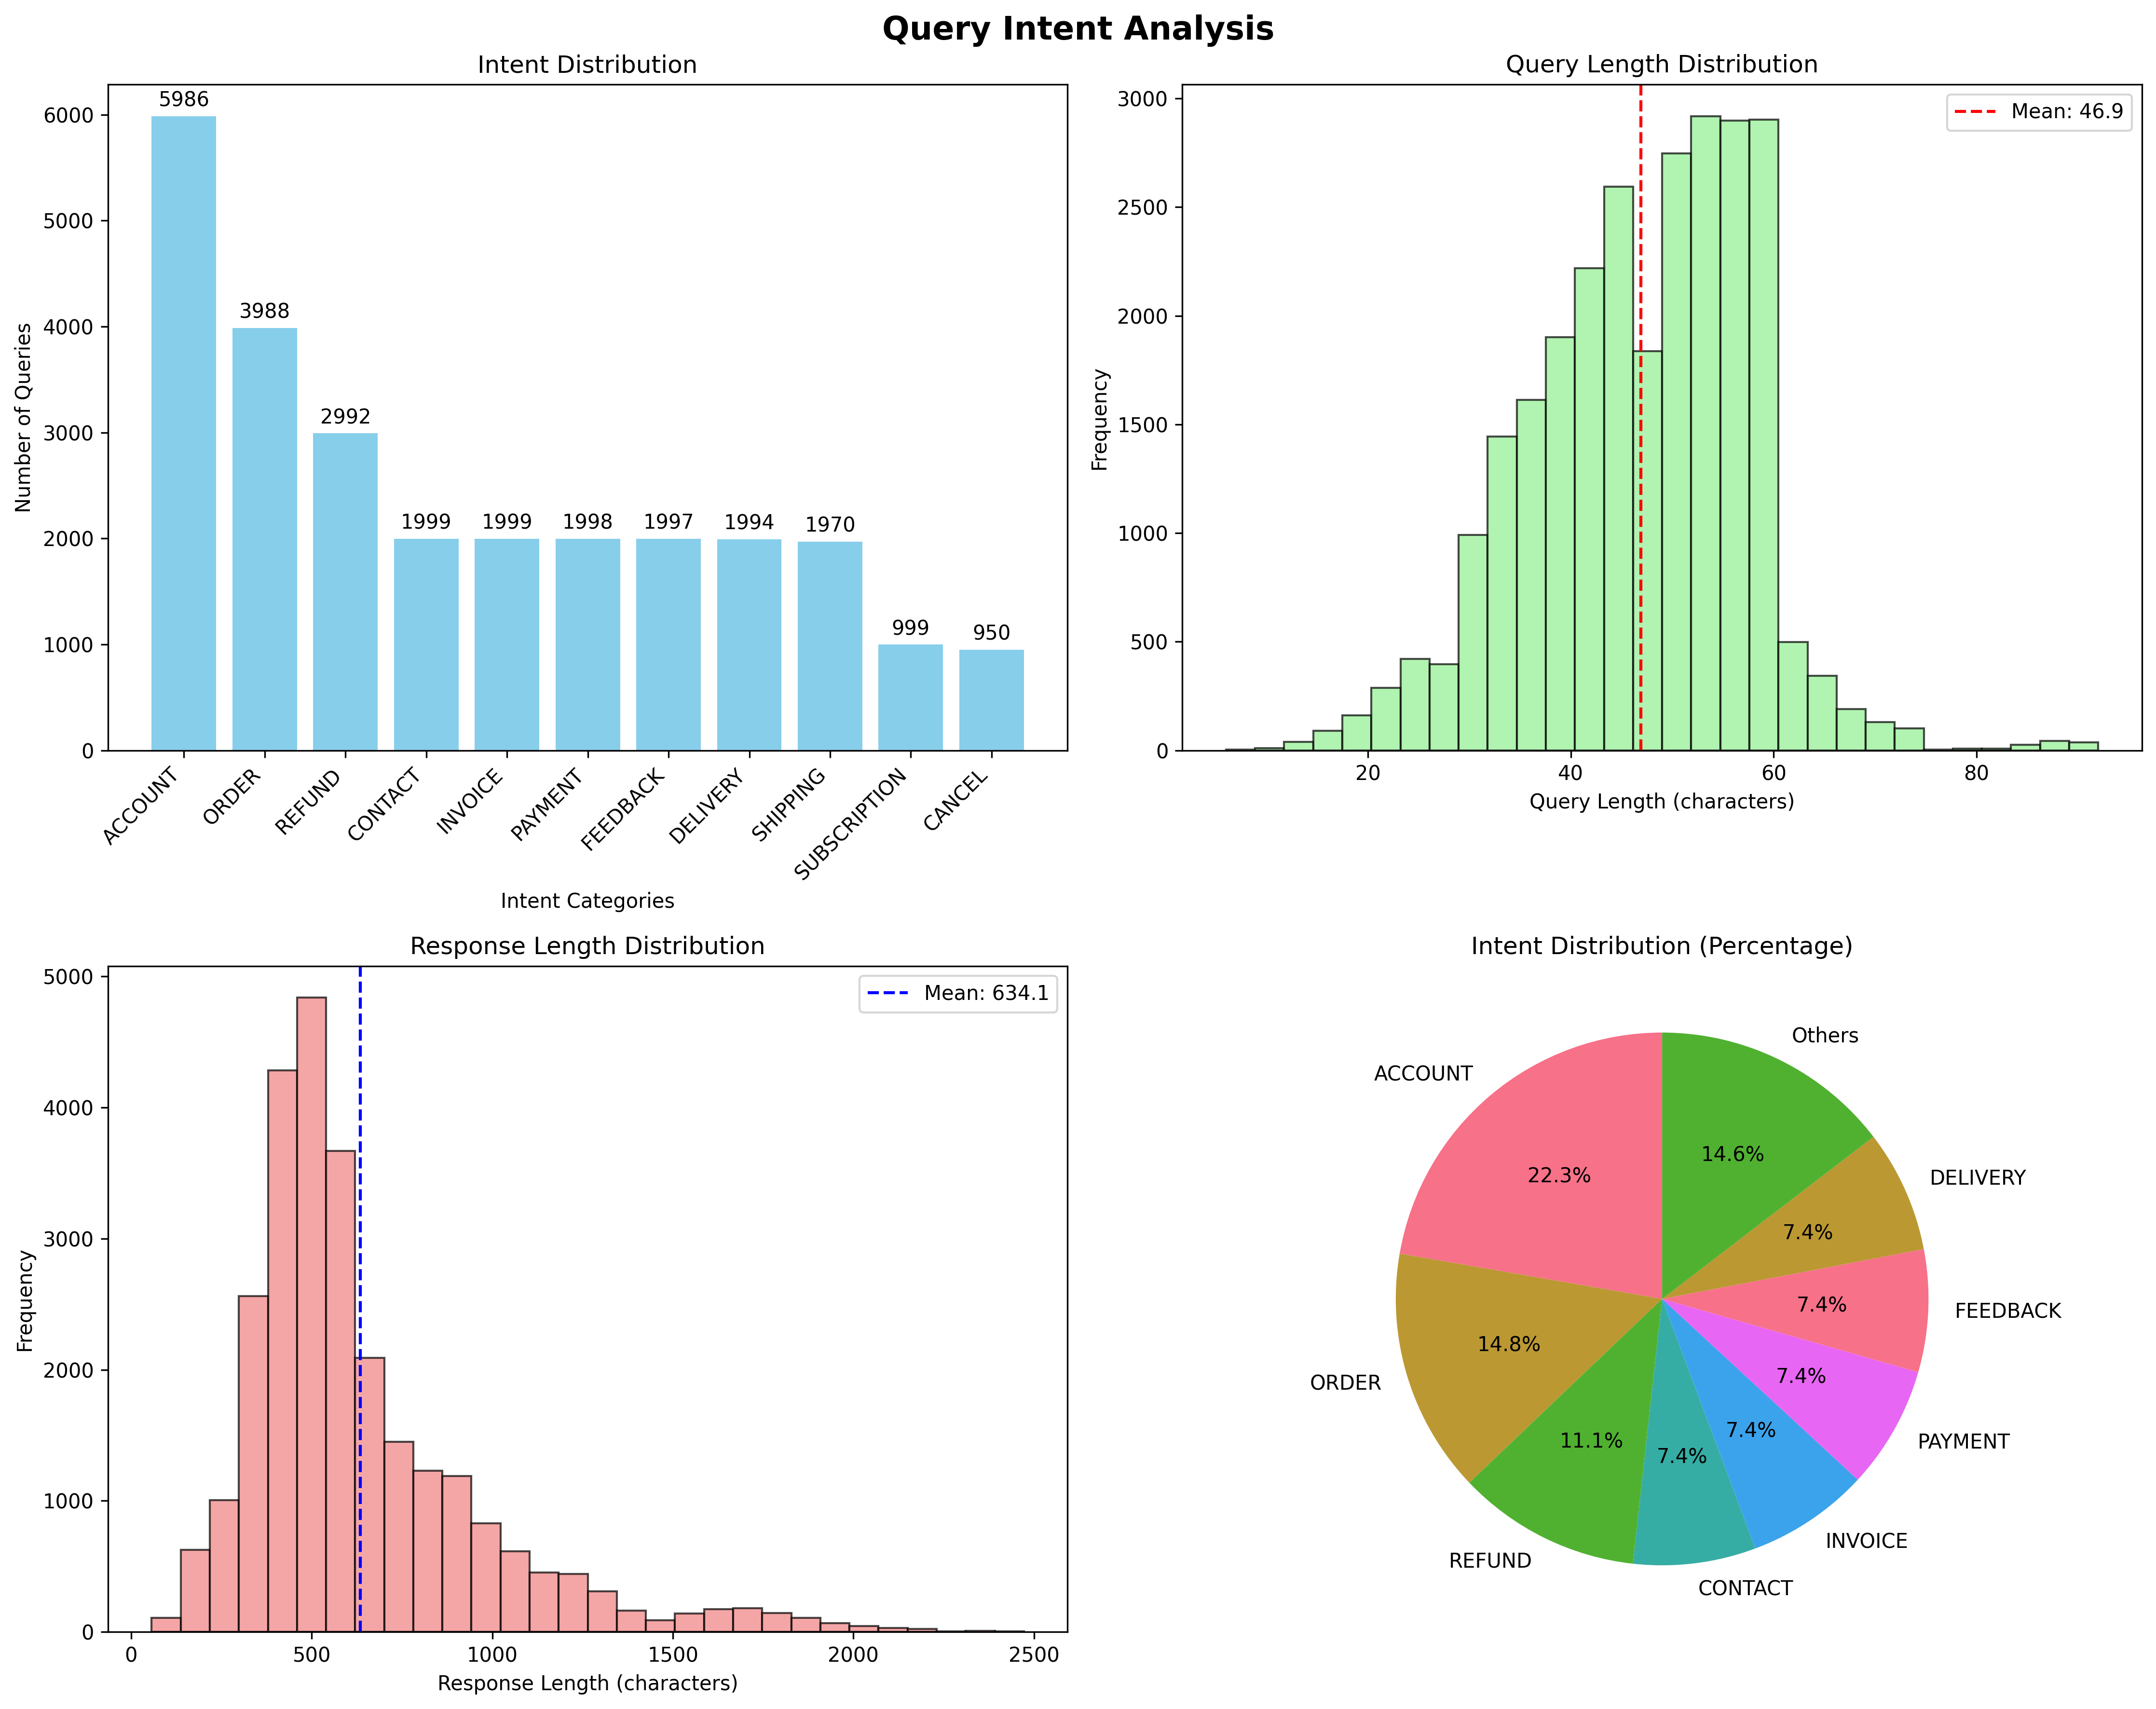 Query Intent Analysis
Intent Distribution
Number of Queries
6000
5000
4000
3000
2000
1000
0
5986
3988
2992
1999
1999
1998
1997
1994
1970
999
950
ACCOUNT
ORDER
REFUND
CONTACT
INVOICE
PAYMENT
FEEDBACK
DELIVERY
SHIPPING
SUBSCRIPTION
CANCEL
Intent Categories
Query Length Distribution
Mean: 46.9
Frequency
3000
2500
2000
1500
1000
500
0
20
40
60
80
Query Length (characters)
Response Length Distribution
Mean: 634.1
Frequency
5000
4000
3000
2000
1000
0
0
500
1000
1500
2000
2500
Response Length (characters)
Intent Distribution (Percentage)
ACCOUNT
22.3%
ORDER
14.8%
REFUND
11.1%
CONTACT
7.4%
INVOICE
7.4%
PAYMENT
7.4%
FEEDBACK
7.4%
DELIVERY
7.4%
Others
14.6%